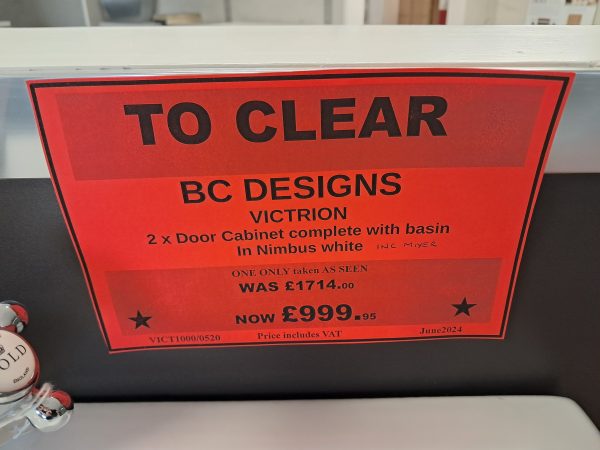 TO CLEAR
BC DESIGNS
VICTRION
2 x Door Cabinet complete with basin
In Nimbus white INC MIXER
ONE ONLY taken AS SEEN
WAS £1714.00
NOW £999.95
VICT1000/0520 Price includes VAT June2024
OLD
ENGLAND